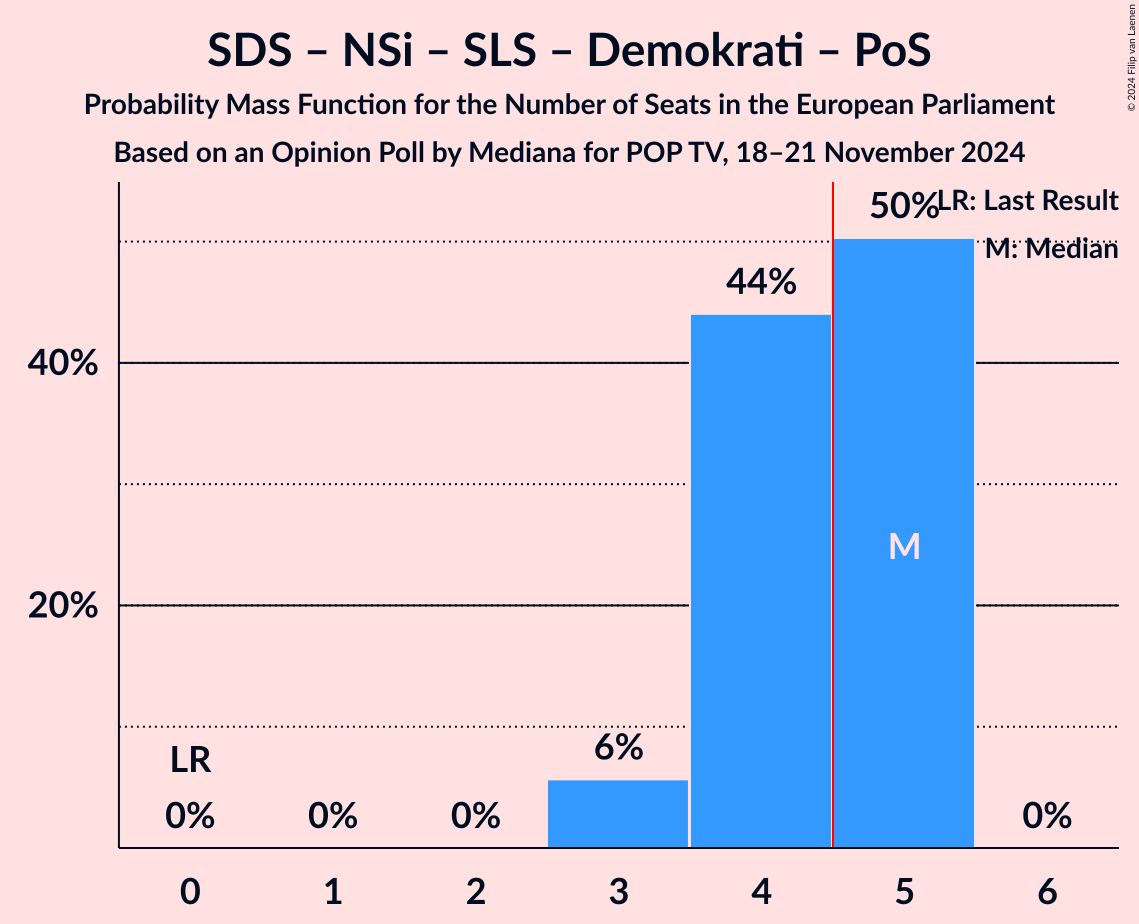 SDS – NSi – SLS – Demokrati – PoS
Probability Mass Function for the Number of Seats in the European Parliament
Based on an Opinion Poll by Mediana for POP TV, 18–21 November 2024
© 2024 Filip van Laenen
LR: Last Result
M: Median
50%
44%
40%
M
20%
6%
LR
0% 0% 0% 0%
0 1 2 3 4 5 6